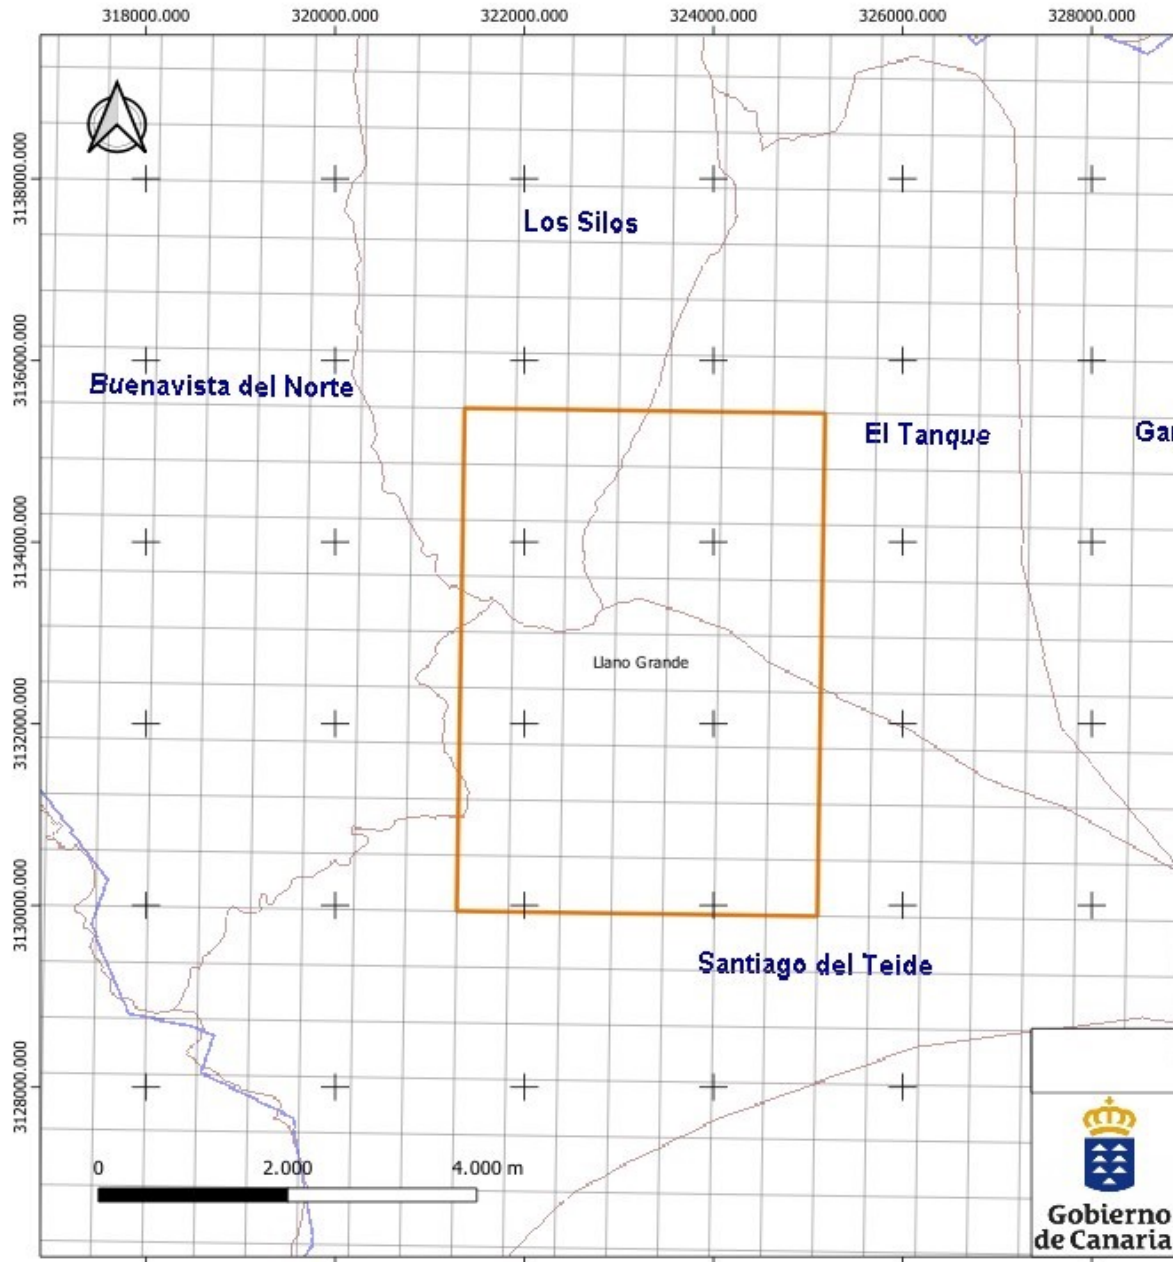 318000.000 320000.000 322000.000 324000.000 326000.000 328000.000
3138000.000
Los Silos
3136000.000
Buenavista del Norte
El Tanque
Gar
3134000.000
Llano Grande
3132000.000
3130000.000
Santiago del Teide
3128000.000
0 2.000 4.000 m
Gobierno
de Canaria